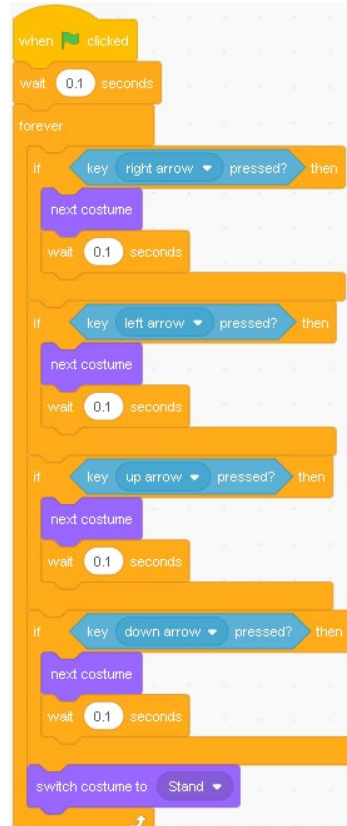 when clicked
wait 0.1 seconds
forever
if key right arrow pressed? then
next costume
wait 0.1 seconds
if key left arrow pressed? then
next costume
wait 0.1 seconds
if key up arrow pressed? then
next costume
wait 0.1 seconds
if key down arrow pressed? then
next costume
wait 0.1 seconds
switch costume to Stand